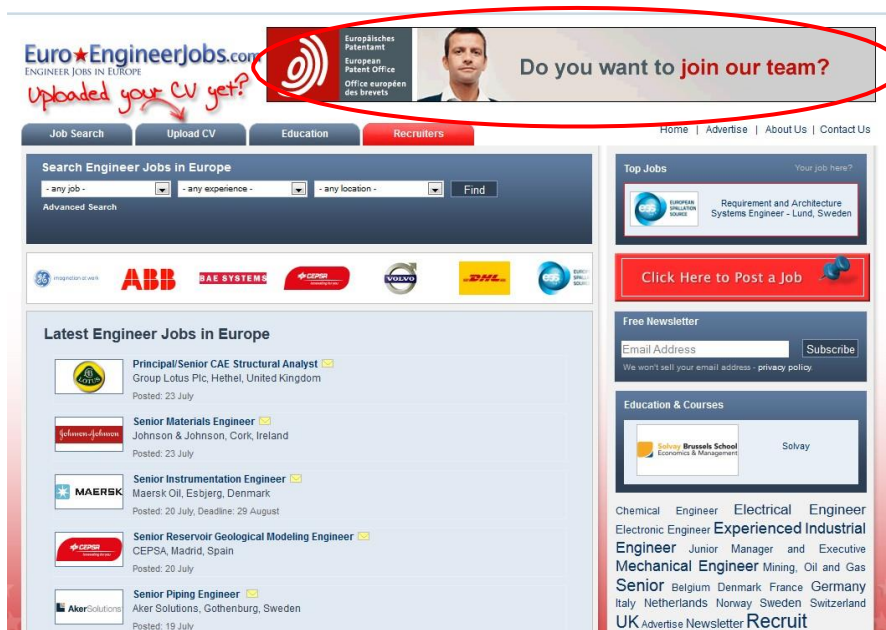 Euro★EngineerJobs.com
ENGINEER JOBS IN EUROPE
Uploaded your CV yet?
Europäisches
Patentamt
European
Patent Office
Office européen
des brevets
Do you want to join our team?
Home | Advertise | About Us | Contact Us
Job Search Upload CV Education Recruiters
Search Engineer Jobs in Europe
- any job - - any experience - - any location - Find
Advanced Search
imagination at work ABB BAE SYSTEMS CEPSA VOLVO DHL ess
Latest Engineer Jobs in Europe
LOTUS
Principal/Senior CAE Structural Analyst
Group Lotus Plc, Hethel, United Kingdom
Posted: 23 July
Johnson & Johnson
Senior Materials Engineer
Johnson & Johnson, Cork, Ireland
Posted: 23 July
MAERSK
Senior Instrumentation Engineer
Maersk Oil, Esbjerg, Denmark
Posted: 20 July, Deadline: 29 August
CEPSA
Senior Reservoir Geological Modeling Engineer
CEPSA, Madrid, Spain
Posted: 20 July
AkerSolutions
Senior Piping Engineer
Aker Solutions, Gothenburg, Sweden
Posted: 19 July
Top Jobs Your job here?
ess EUROPEAN
SPALLATION
SOURCE
Requirement and Architecture
Systems Engineer - Lund, Sweden
Click Here to Post a Job
Free Newsletter
Email Address Subscribe
We won't sell your email address - privacy policy
Education & Courses
Solvay Brussels School
Economics & Management
Solvay
Chemical Engineer Electrical Engineer
Electronic Engineer Experienced Industrial
Engineer Junior Manager and Executive
Mechanical Engineer Mining, Oil and Gas
Senior Belgium Denmark France Germany
Italy Netherlands Norway Sweden Switzerland
UK Advertise Newsletter Recruit